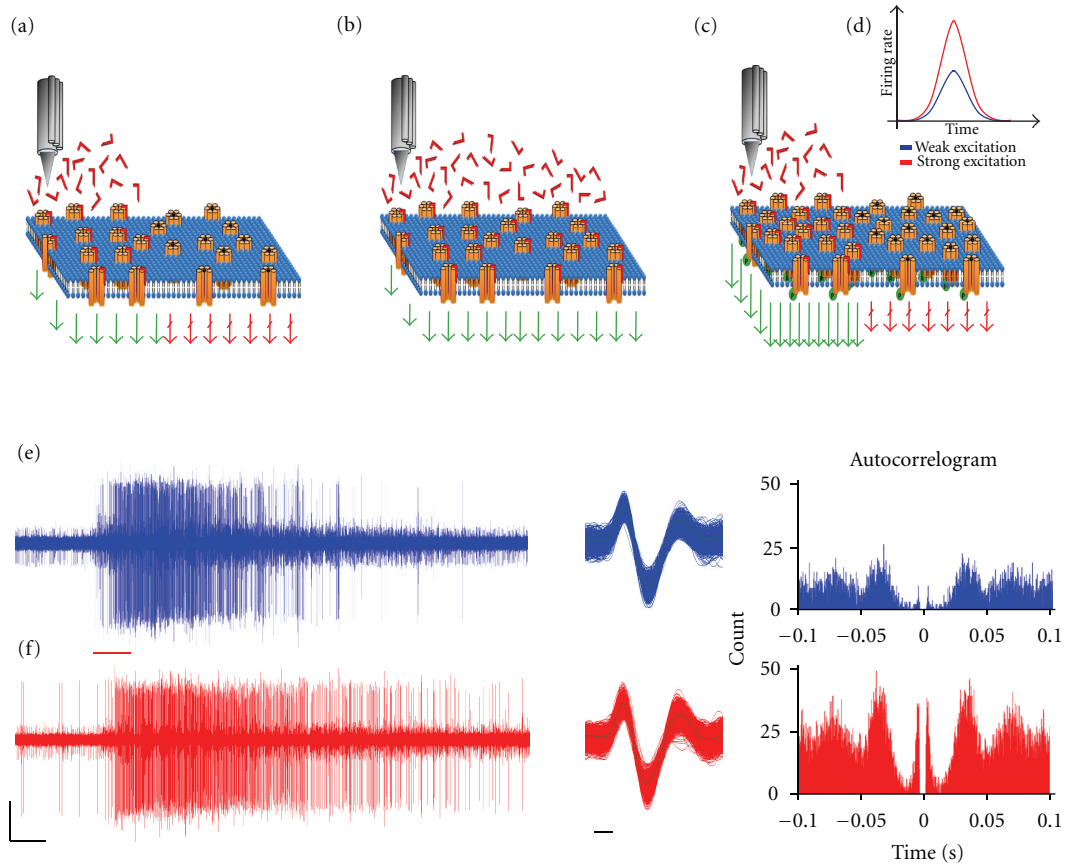 (a)
(b)
(c)
(d)
Firing rate
Time
Weak excitation
Strong excitation
(e)
Autocorrelogram
50
25
0
−0.1
−0.05
0
0.05
0.1
(f)
Count
50
25
0
−0.1
−0.05
0
0.05
0.1
Time (s)